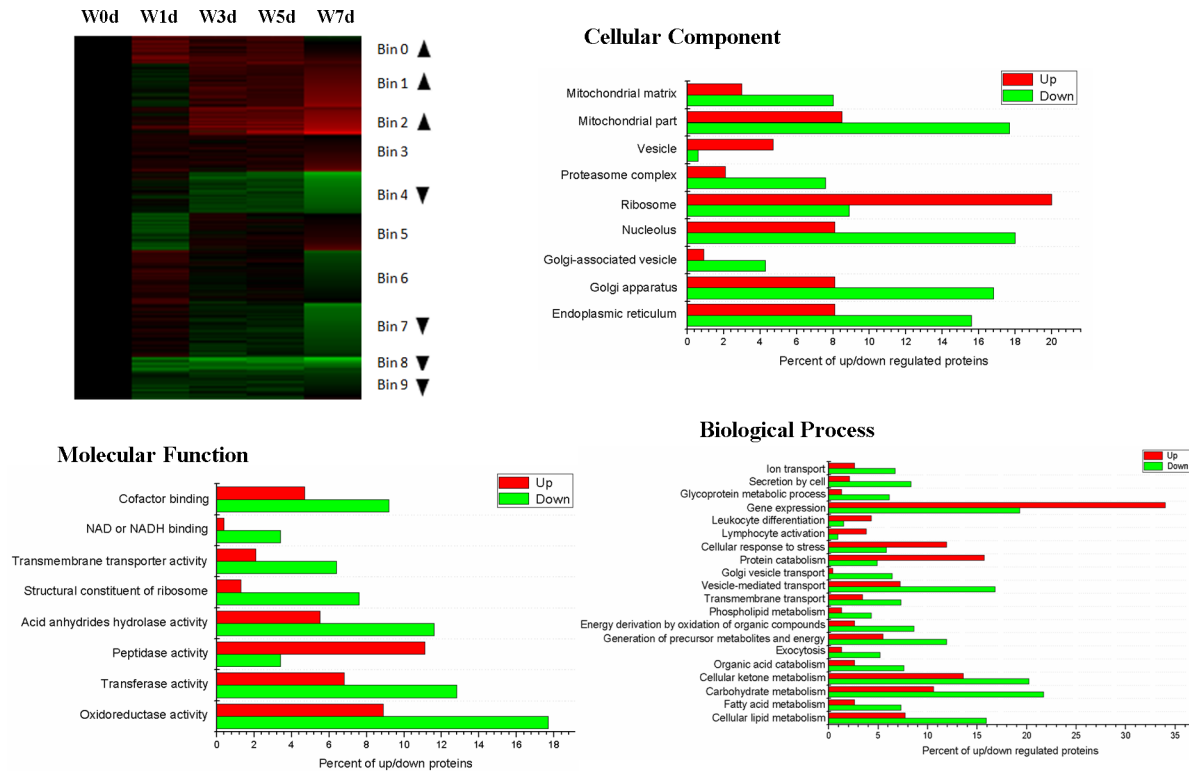 W0d W1d W3d W5d W7d
Bin 0
Bin 1
Bin 2
Bin 3
Bin 4
Bin 5
Bin 6
Bin 7
Bin 8
Bin 9
Cellular Component
Up
Down
Mitochondrial matrix
Mitochondrial part
Vesicle
Proteasome complex
Ribosome
Nucleolus
Golgi-associated vesicle
Golgi apparatus
Endoplasmic reticulum
0 2 4 6 8 10 12 14 16 18 20
Percent of up/down regulated proteins
Molecular Function
Up
Down
Cofactor binding
NAD or NADH binding
Transmembrane transporter activity
Structural constituent of ribosome
Acid anhydrides hydrolase activity
Peptidase activity
Transferase activity
Oxidoreductase activity
0 2 4 6 8 10 12 14 16 18
Percent of up/down proteins
Biological Process
Up
Down
Ion transport
Secretion by cell
Glycoprotein metabolic process
Gene expression
Leukocyte differentiation
Lymphocyte activation
Cellular response to stress
Protein catabolism
Golgi vesicle transport
Vesicle-mediated transport
Transmembrane transport
Phospholipid metabolism
Energy derivation by oxidation of organic compounds
Generation of precursor metabolites and energy
Exocytosis
Organic acid catabolism
Cellular ketone metabolism
Carbohydrate metabolism
Fatty acid metabolism
Cellular lipid metabolism
0 5 10 15 20 25 30 35
Percent of up/down regulated proteins